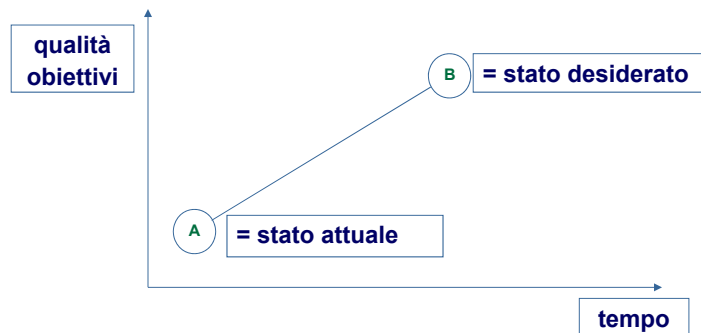 qualità
obiettivi
B
= stato desiderato
A
= stato attuale
tempo